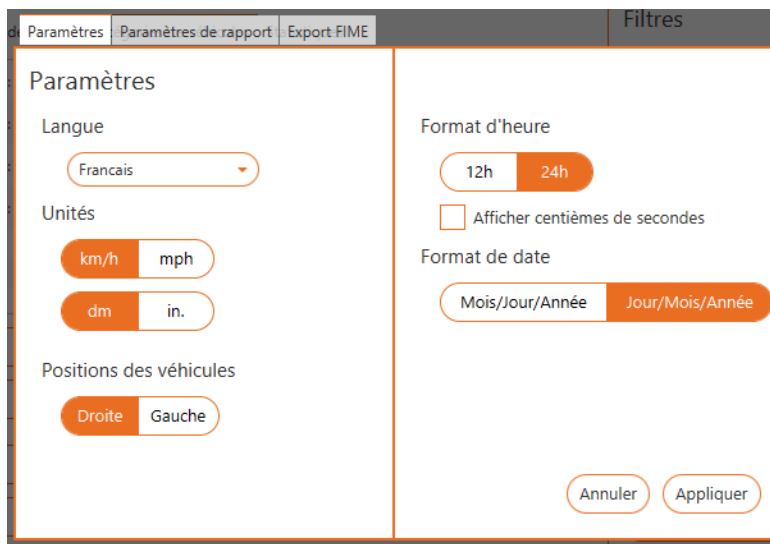 Filtres
Paramètres
Paramètres de rapport
Export FIME
Paramètres
Langue
Francais
Unités
km/h
mph
dm
in.
Positions des véhicules
Droite
Gauche
Format d'heure
12h
24h
Afficher centièmes de secondes
Format de date
Mois/Jour/Année
Jour/Mois/Année
Annuler
Appliquer